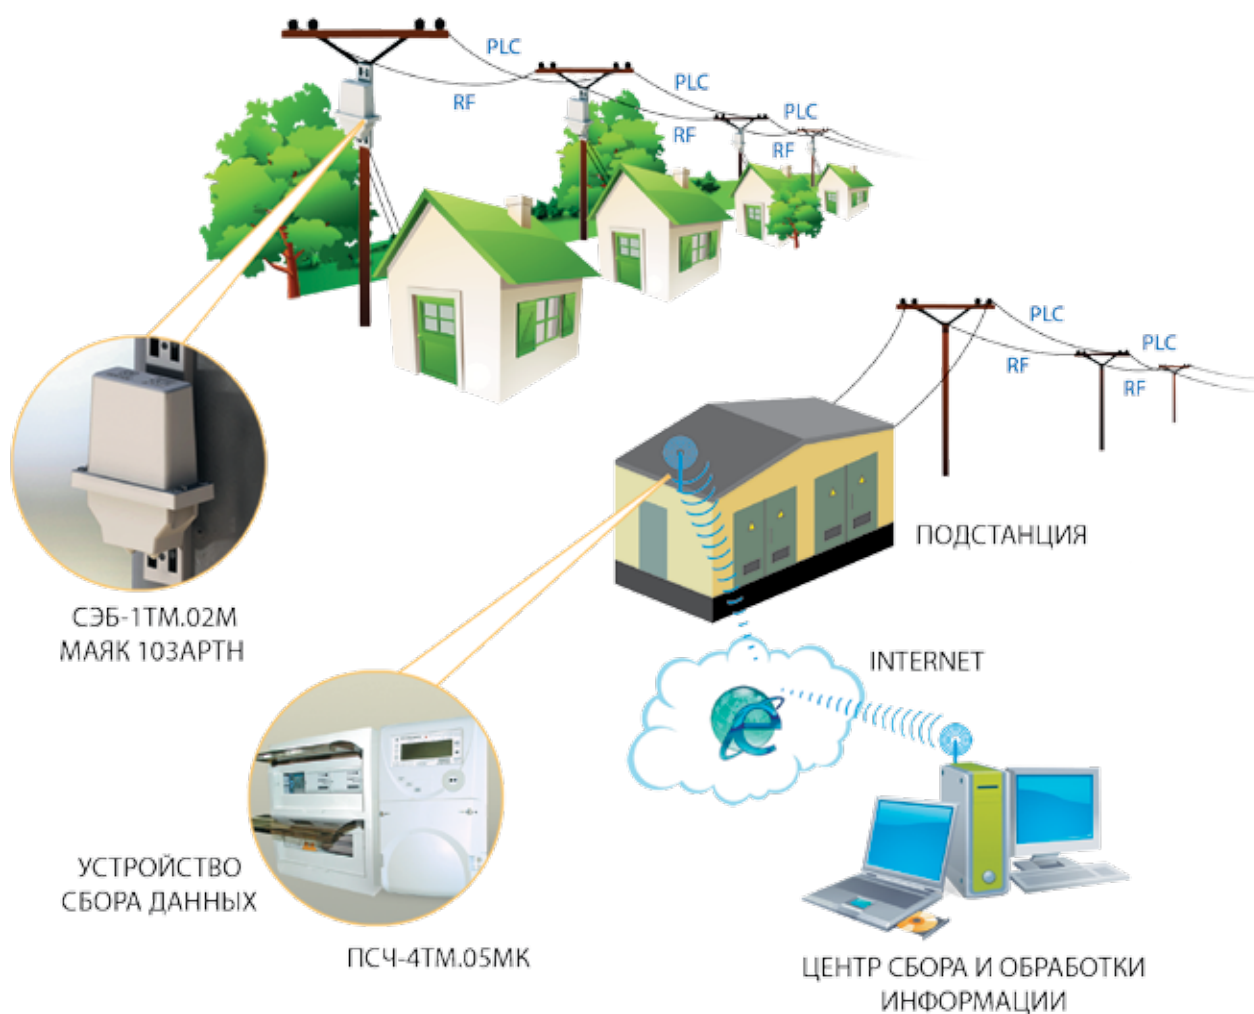 PLC
PLC
PLC
RF
RF
RF
PLC
PLC
RF
RF
СЭБ-1ТМ.02М
МАЯК 103АРТН
ПОДСТАНЦИЯ
INTERNET
УСТРОЙСТВО
СБОРА ДАННЫХ
ПСЧ-4ТМ.05МК
ЦЕНТР СБОРА И ОБРАБОТКИ
ИНФОРМАЦИИ